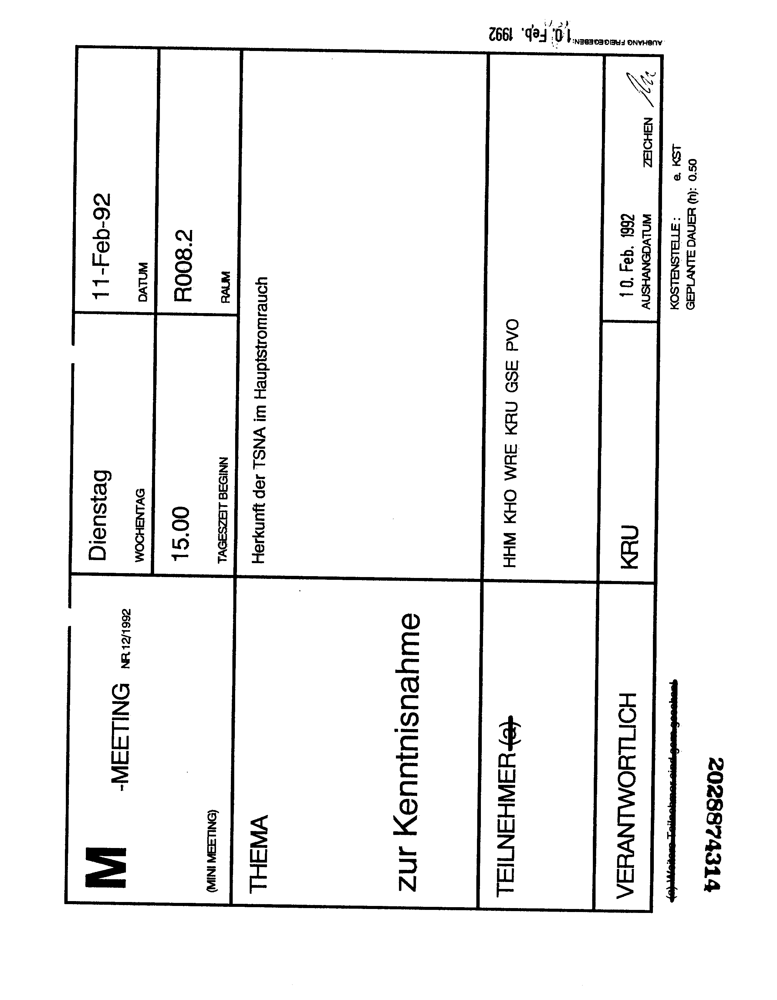 AUSHANG FREIGEGEBEN: 10. Feb. 1992
M -MEETING NR.12/1992
(MINI MEETING)
Dienstag
WOCHENTAG
11-Feb-92
DATUM
15.00
TAGESZEIT BEGINN
R008.2
RAUM
THEMA
Herkunft der TSNA im Hauptstromrauch
zur Kenntnisnahme
TEILNEHMER (a)
HHM KHO WRE KRU GSE PVO
VERANTWORTLICH
KRU
10. Feb. 1992
AUSHANGDATUM
ZEICHEN
(a) Weitere Teilnehmer sind gern gesehen!
KOSTENSTELLE: e. KST
GEPLANTE DAUER (h): 0.50
2028874314